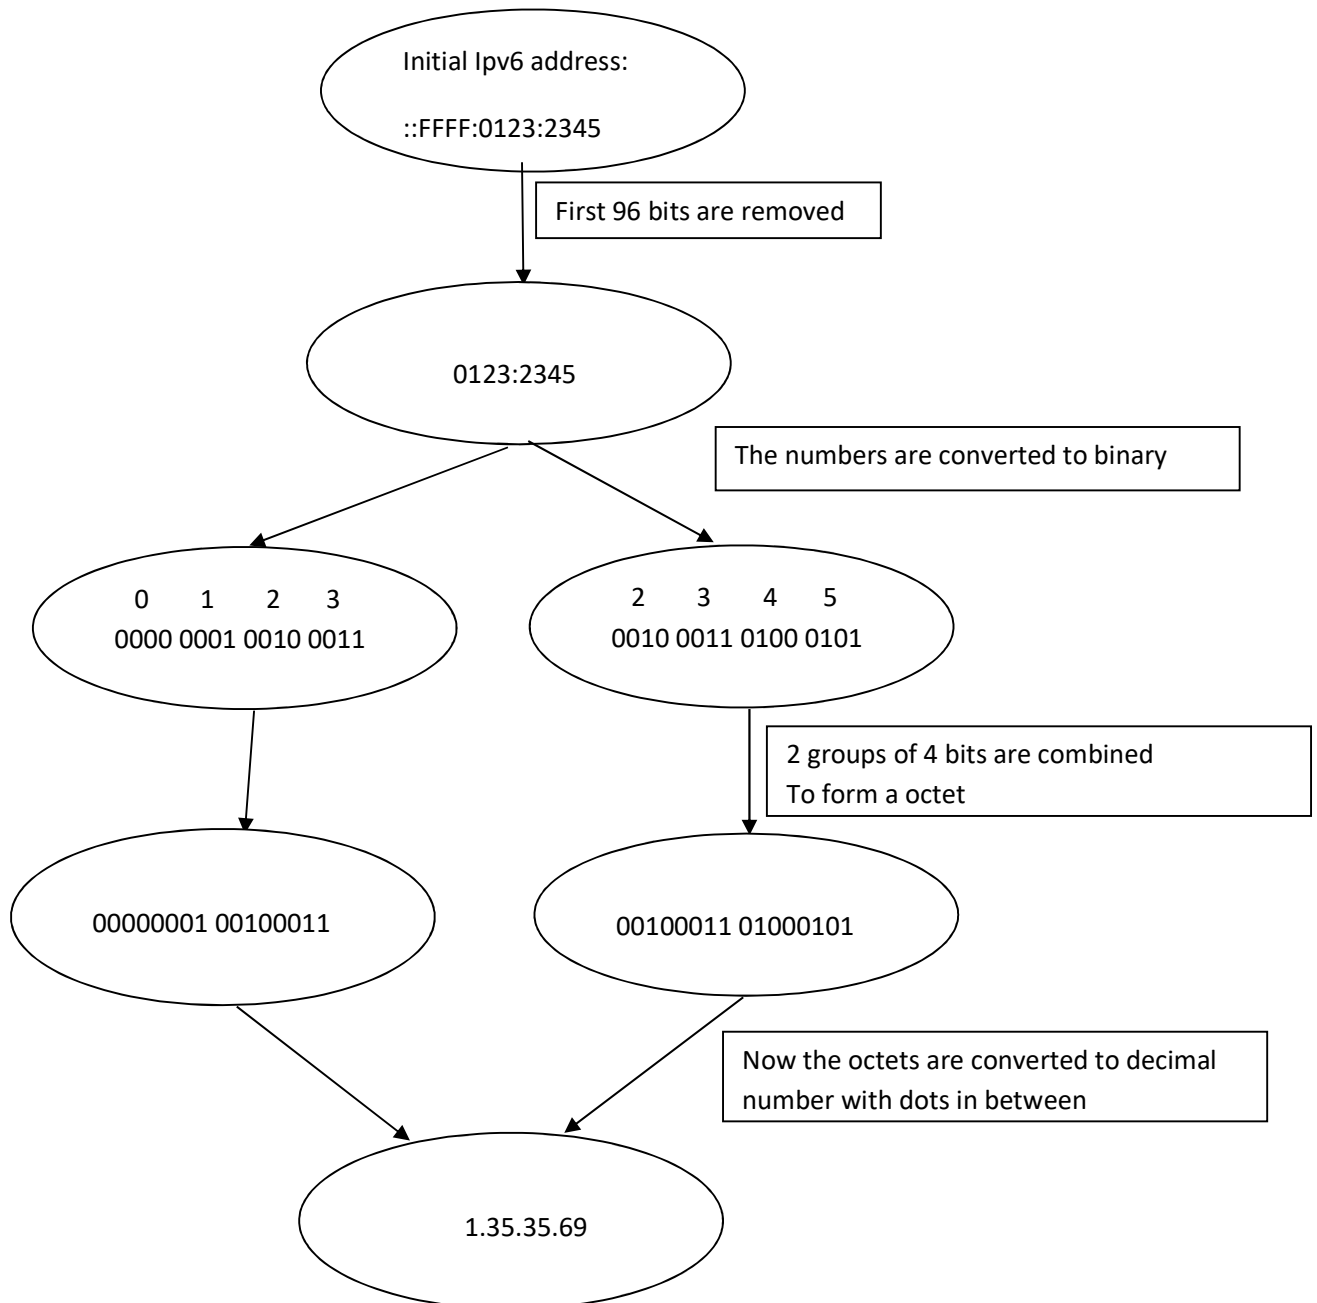 Initial Ipv6 address:
::FFFF:0123:2345
First 96 bits are removed
0123:2345
The numbers are converted to binary
0 1 2 3
0000 0001 0010 0011
2 3 4 5
0010 0011 0100 0101
2 groups of 4 bits are combined
To form a octet
00000001 00100011
00100011 01000101
Now the octets are converted to decimal
number with dots in between
1.35.35.69